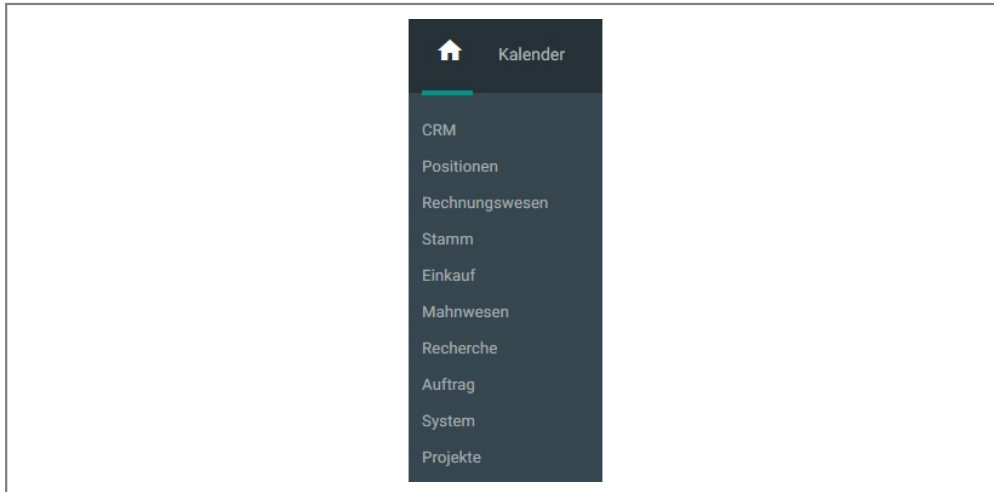 Kalender
CRM
Positionen
Rechnungswesen
Stamm
Einkauf
Mahnwesen
Recherche
Auftrag
System
Projekte